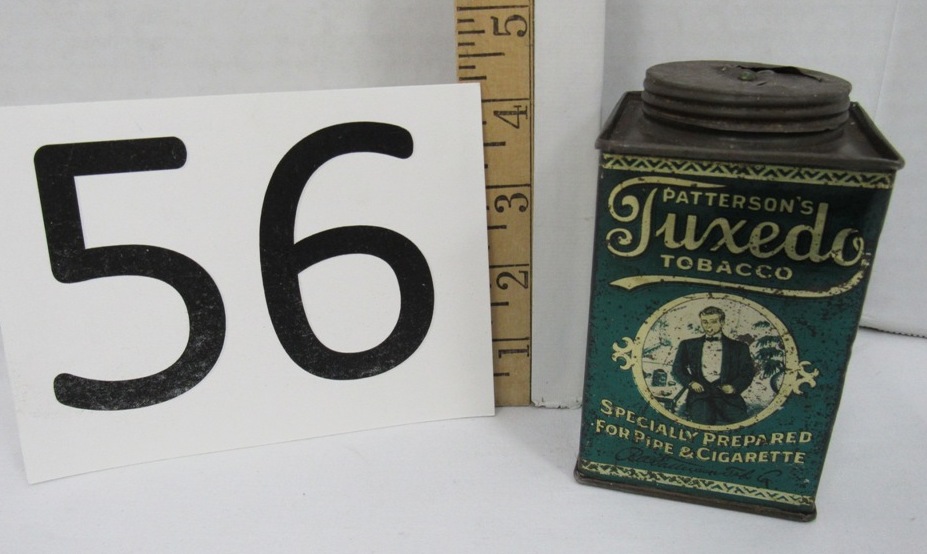 56
5
4
3
2
1
PATTERSON'S
Tuxedo
TOBACCO
SPECIALLY PREPARED
FOR PIPE & CIGARETTE